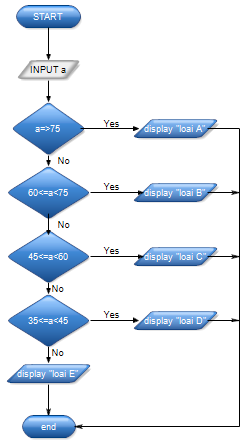 START
INPUT a
a=>75
Yes
display "loai A"
No
60<=a<75
Yes
display "loai B"
No
45<=a<60
Yes
display "loai C"
No
35<=a<45
Yes
display "loai D"
No
display "loai E"
end